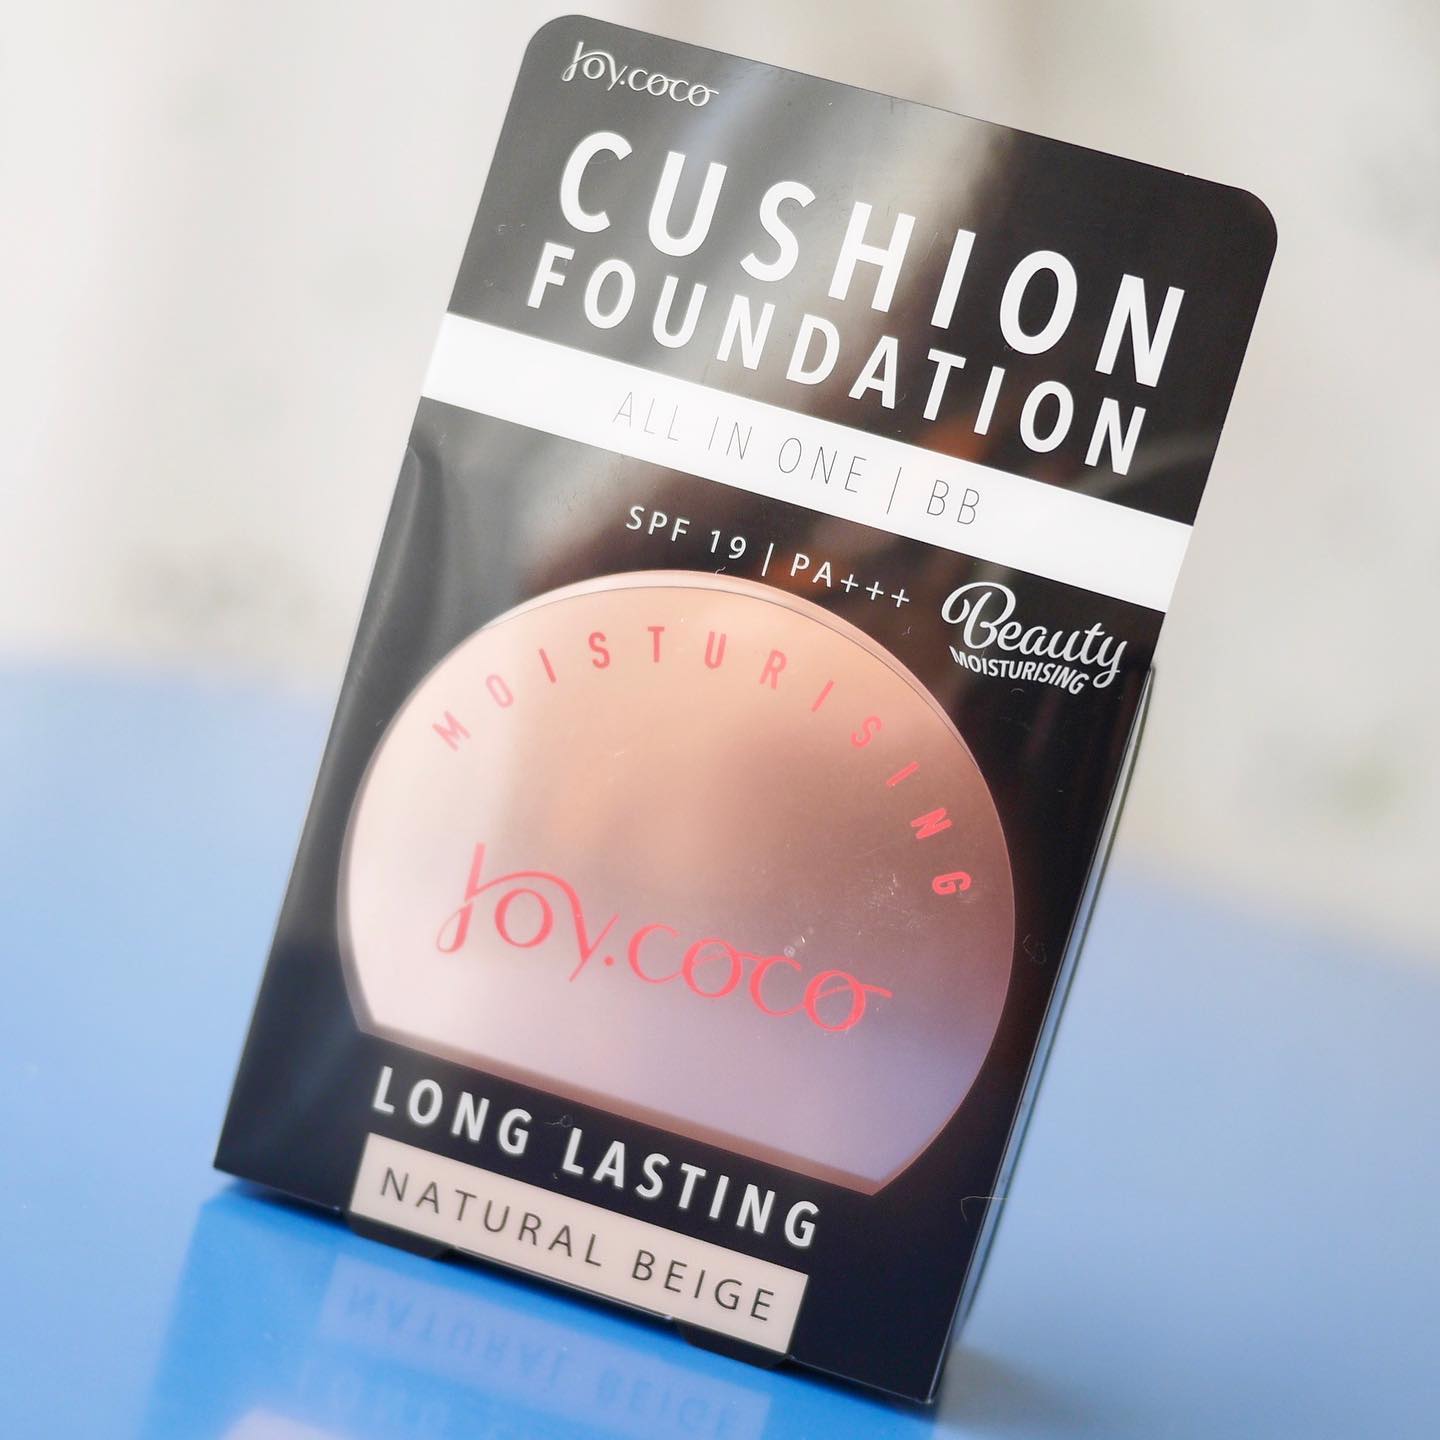 Joy.coco
CUSHION
FOUNDATION
ALL IN ONE | BB
SPF 19 | PA+++
Beauty
MOISTURISING
MOISTURISING
Joy.coco
LONG LASTING
NATURAL BEIGE